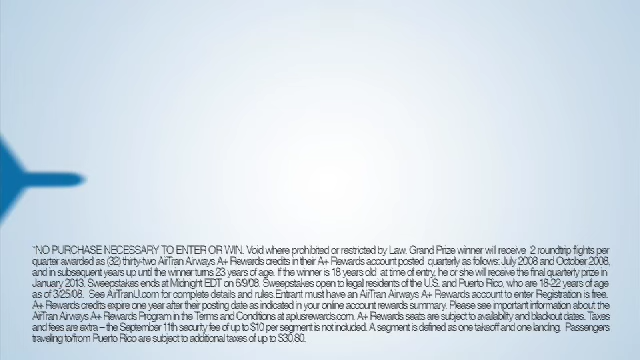 *NO PURCHASE NECESSARY TO ENTER OR WIN. Void where prohibited or restricted by Law. Grand Prize winner will receive 2 roundtrip flights per
quarter awarded as (32) thirty-two AirTran Airways A+ Rewards credits in their A+ Rewards account posted quarterly as follows: July 2008 and October 2008,
and in subsequent years up until the winner turns 23 years of age. If the winner is 18 years old at time of entry, he or she will receive the final quarterly prize in
January 2013. Sweepstakes ends at Midnight EDT on 6/9/08. Sweepstakes open to legal residents of the U.S. and Puerto Rico, who are 18-22 years of age
as of 3/25/08. See AirTranU.com for complete details and rules.Entrant must have an AirTran Airways A+ Rewards account to enter Registration is free.
A+ Rewards credits expire one year after their posting date as indicated in your online account rewards summary. Please see important information about the
AirTran Airways A+ Rewards Program in the Terms and Conditions at aplusrewards.com. A+ Rewards seats are subject to availability and blackout dates. Taxes
and fees are extra – the September 11th security fee of up to $10 per segment is not included. A segment is defined as one takeoff and one landing. Passengers
traveling to/from Puerto Rico are subject to additional taxes of up to $30.80.